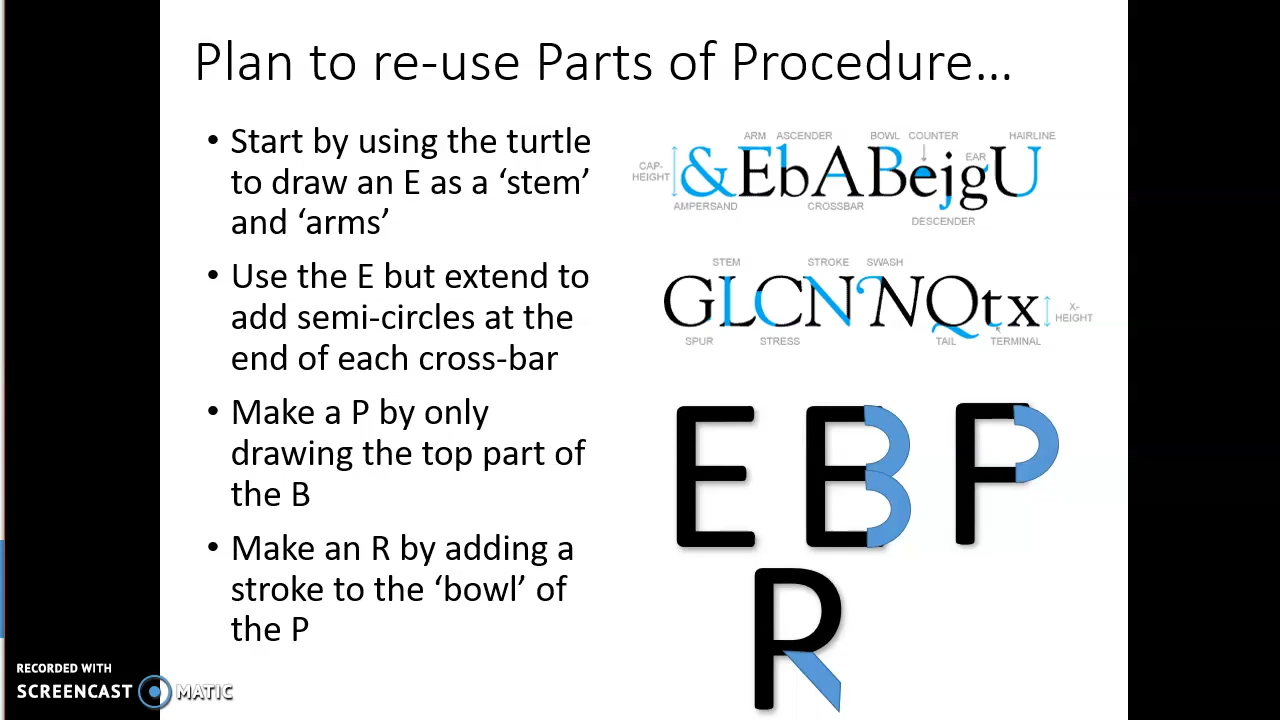 Plan to re-use Parts of Procedure…
• Start by using the turtle
to draw an E as a ‘stem’
and ‘arms’
• Use the E but extend to
add semi-circles at the
end of each cross-bar
• Make a P by only
drawing the top part of
the B
• Make an R by adding a
stroke to the ‘bowl’ of
the P
ARM ASCENDER BOWL COUNTER HAIRLINE
EAR
CAP-
HEIGHT
&EbABejgU
AMPERSAND CROSSBAR
DESCENDER
STEM STROKE SWASH
GLCNNQtx
X-
HEIGHT
SPUR STRESS TAIL TERMINAL
E B P
R
RECORDED WITH
SCREENCAST MATIC